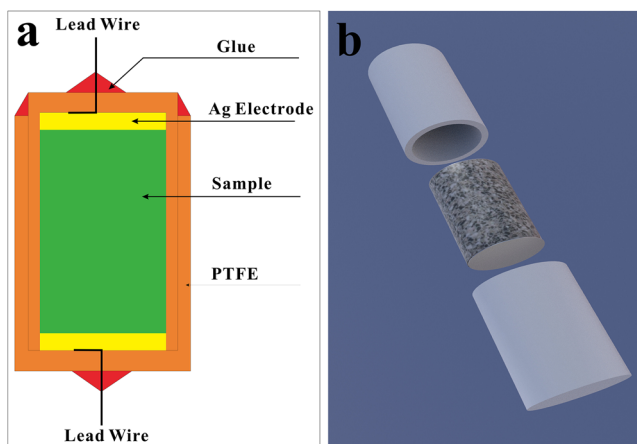 a
Lead Wire
Glue
Ag Electrode
Sample
PTFE
Lead Wire
b